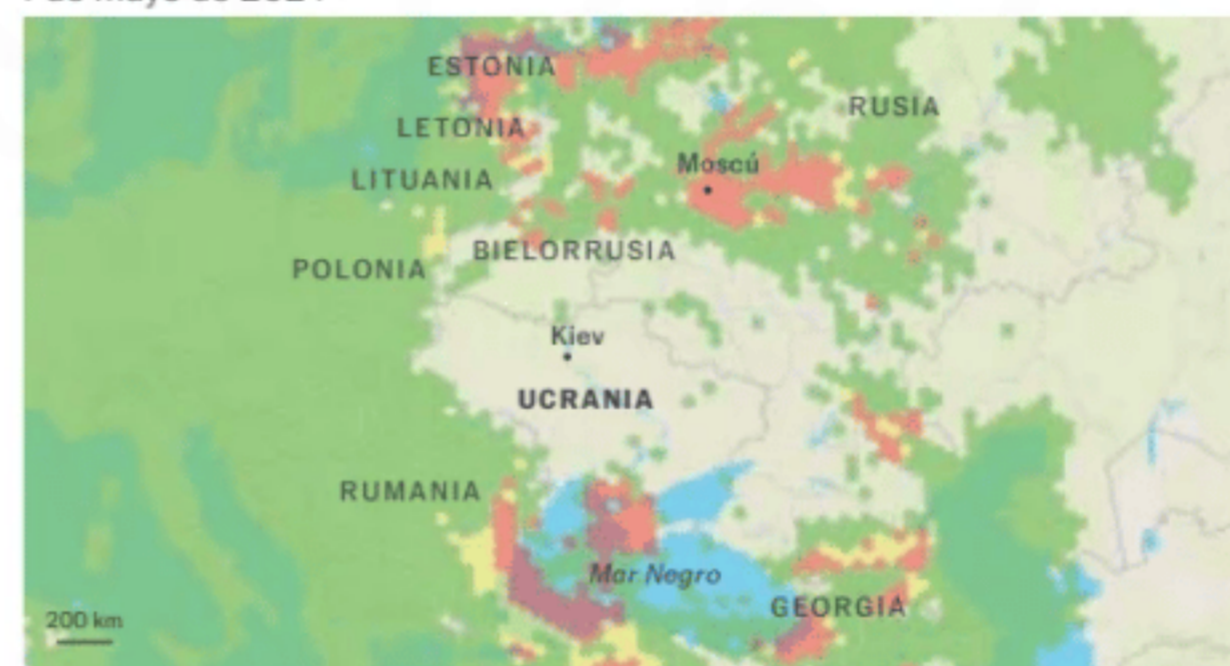 ESTONIA
RUSIA
LETONIA
Moscú
LITUANIA
BIELORRUSIA
POLONIA
Kiev
UCRANIA
RUMANIA
Mar Negro
GEORGIA
200 km